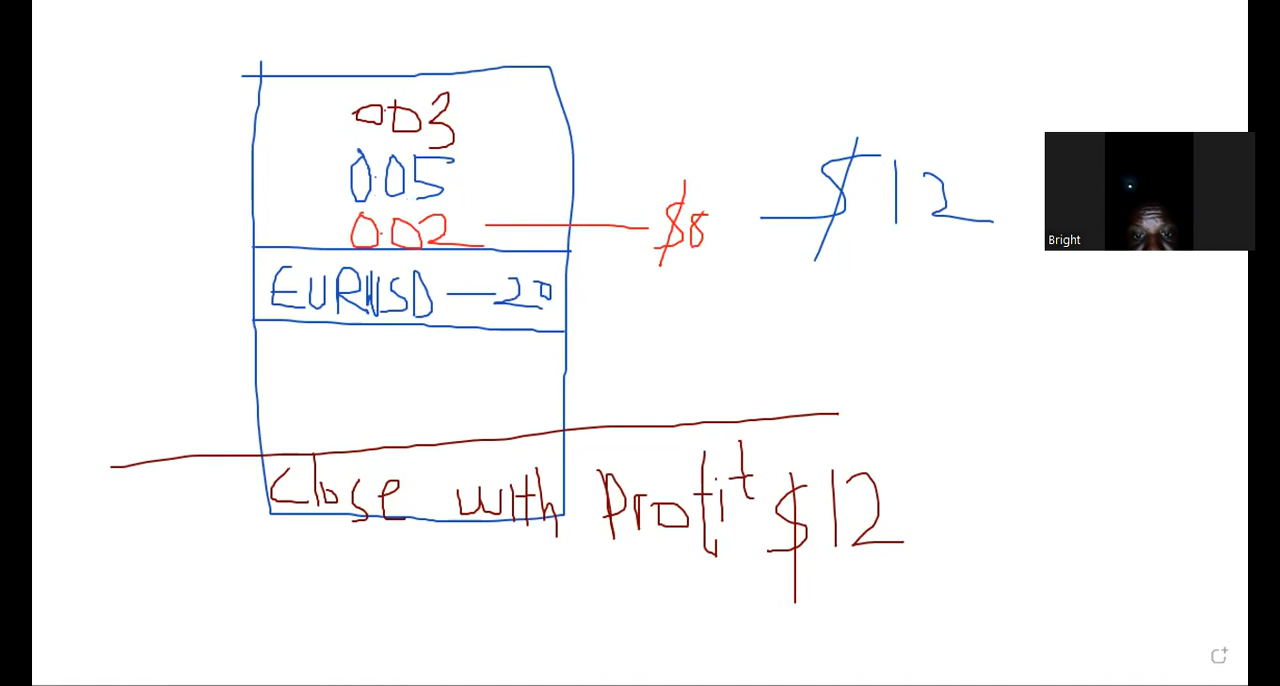 0.03
0.05
0.02 $8 $12
EURUSD - 20
Close with Profit $12
Bright